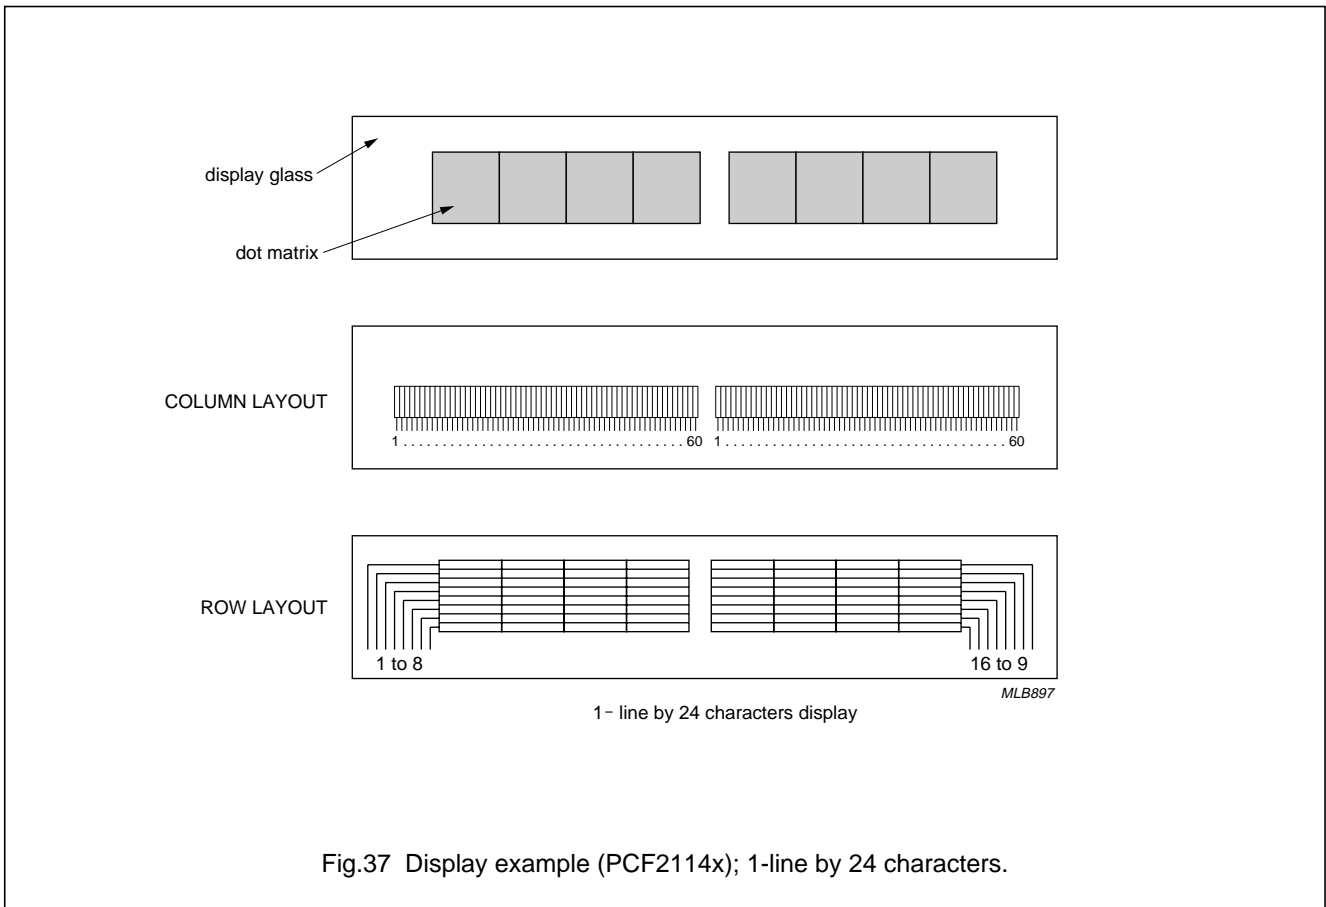 display glass
dot matrix
COLUMN LAYOUT
1 . . . . . . . . . . . . . . . . . . . . . . . . . . . . . . . . . . . . . 60 1 . . . . . . . . . . . . . . . . . . . . . . . . . . . . . . . . . . . . . 60
ROW LAYOUT
1 to 8 16 to 9
MLB897
1– line by 24 characters display
Fig.37 Display example (PCF2114x); 1-line by 24 characters.